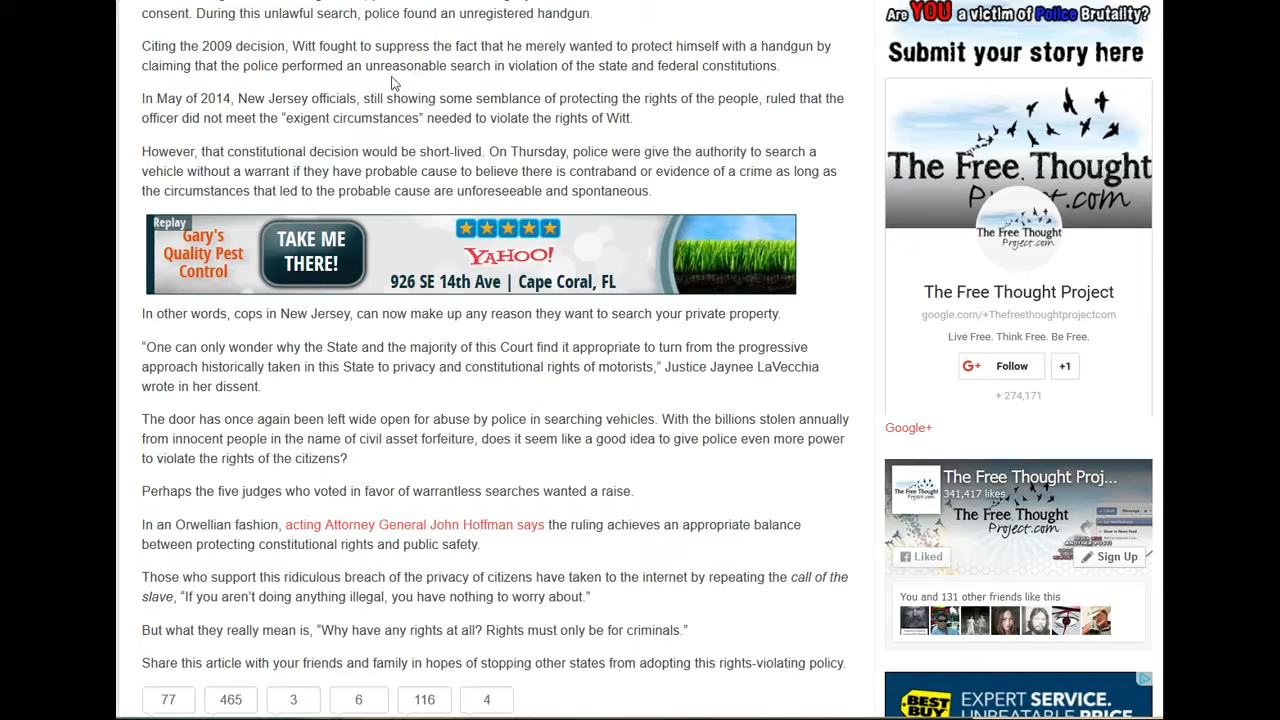 consent. During this unlawful search, police found an unregistered handgun.
Citing the 2009 decision, Witt fought to suppress the fact that he merely wanted to protect himself with a handgun by
claiming that the police performed an unreasonable search in violation of the state and federal constitutions.
In May of 2014, New Jersey officials, still showing some semblance of protecting the rights of the people, ruled that the
officer did not meet the “exigent circumstances” needed to violate the rights of Witt.
However, that constitutional decision would be short-lived. On Thursday, police were give the authority to search a
vehicle without a warrant if they have probable cause to believe there is contraband or evidence of a crime as long as
the circumstances that led to the probable cause are unforeseeable and spontaneous.
Replay
Gary's
Quality Pest
Control
TAKE ME
THERE!
YAHOO!
926 SE 14th Ave | Cape Coral, FL
In other words, cops in New Jersey, can now make up any reason they want to search your private property.
“One can only wonder why the State and the majority of this Court find it appropriate to turn from the progressive
approach historically taken in this State to privacy and constitutional rights of motorists,” Justice Jaynee LaVecchia
wrote in her dissent.
The door has once again been left wide open for abuse by police in searching vehicles. With the billions stolen annually
from innocent people in the name of civil asset forfeiture, does it seem like a good idea to give police even more power
to violate the rights of the citizens?
Perhaps the five judges who voted in favor of warrantless searches wanted a raise.
In an Orwellian fashion, acting Attorney General John Hoffman says the ruling achieves an appropriate balance
between protecting constitutional rights and public safety.
Those who support this ridiculous breach of the privacy of citizens have taken to the internet by repeating the call of the
slave, “If you aren’t doing anything illegal, you have nothing to worry about.”
But what they really mean is, “Why have any rights at all? Rights must only be for criminals.”
Share this article with your friends and family in hopes of stopping other states from adopting this rights-violating policy.
77 465 3 6 116 4
Are YOU a victim of Police Brutality?
Submit your story here
The Free Thought
Project.com
The Free Thought
Project.com
The Free Thought Project
google.com/+Thefreethoughtprojectcom
Live Free. Think Free. Be Free.
G+ Follow +1
+ 274,171
Google+
The Free Thought Proj...
341,417 likes
The Free Thought
The Free Thought
Project.com
Liked
Sign Up
You and 131 other friends like this
BEST
BUY
EXPERT SERVICE.
UNBEATABLE PRICE